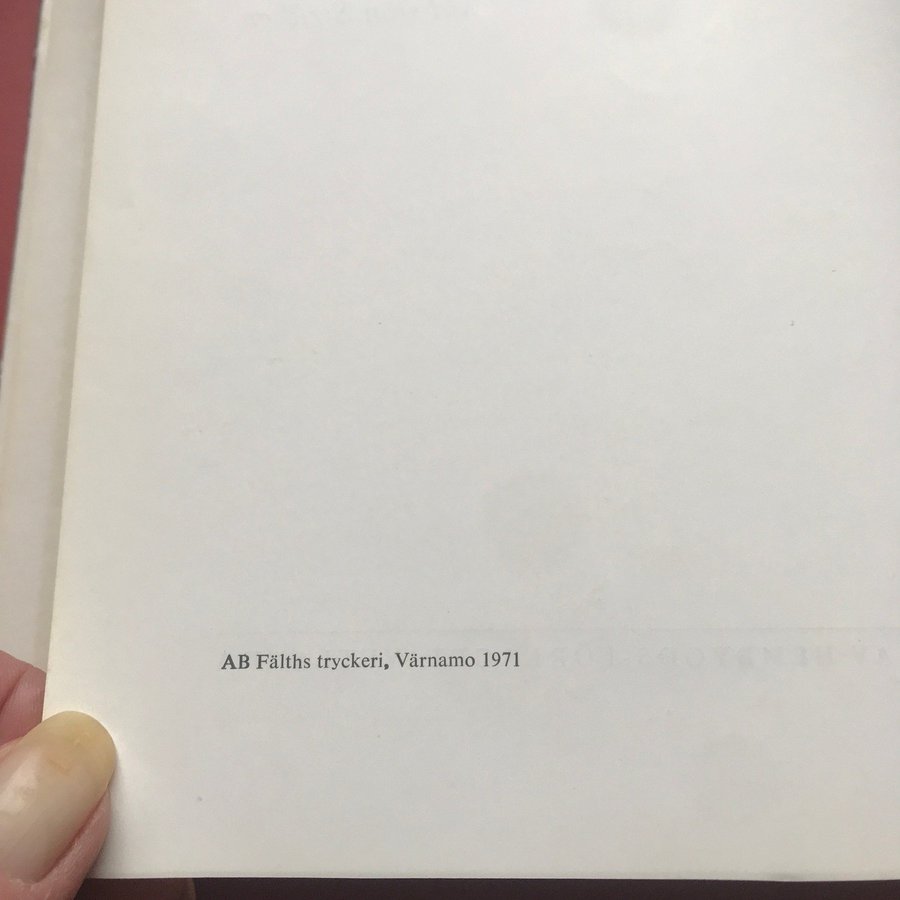 AB Fälths tryckeri, Värnamo 1971